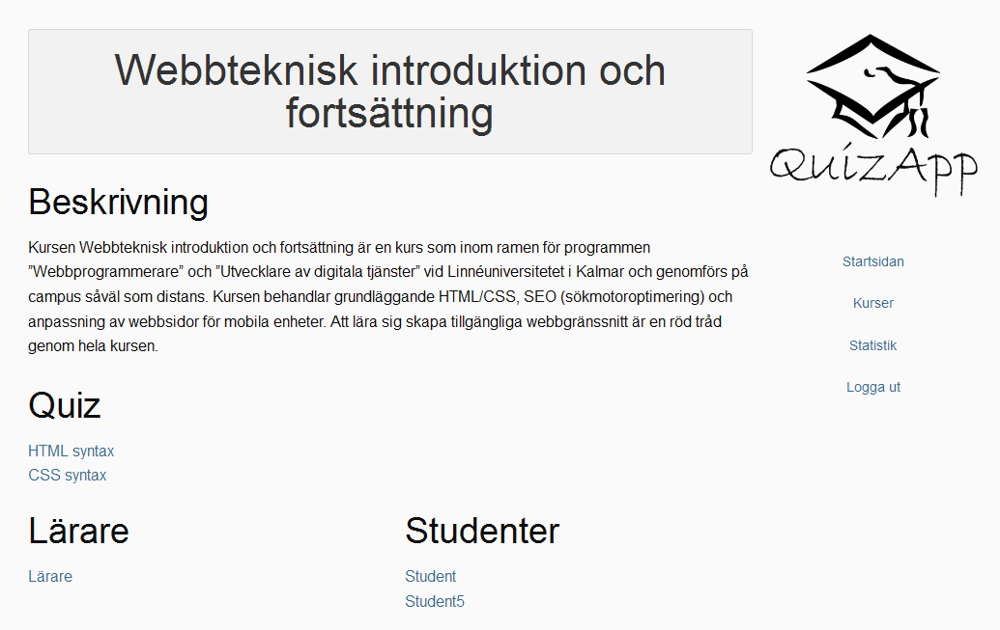 Webbteknisk introduktion och
fortsättning
QuizApp
Beskrivning
Kursen Webbteknisk introduktion och fortsättning är en kurs som inom ramen för programmen
”Webbprogrammerare” och ”Utvecklare av digitala tjänster” vid Linnéuniversitetet i Kalmar och genomförs på
campus såväl som distans. Kursen behandlar grundläggande HTML/CSS, SEO (sökmotoroptimering) och
anpassning av webbsidor för mobila enheter. Att lära sig skapa tillgängliga webbgränssnitt är en röd tråd
genom hela kursen.
Startsidan
Kurser
Statistik
Logga ut
Quiz
HTML syntax
CSS syntax
Lärare
Lärare
Studenter
Student
Student5